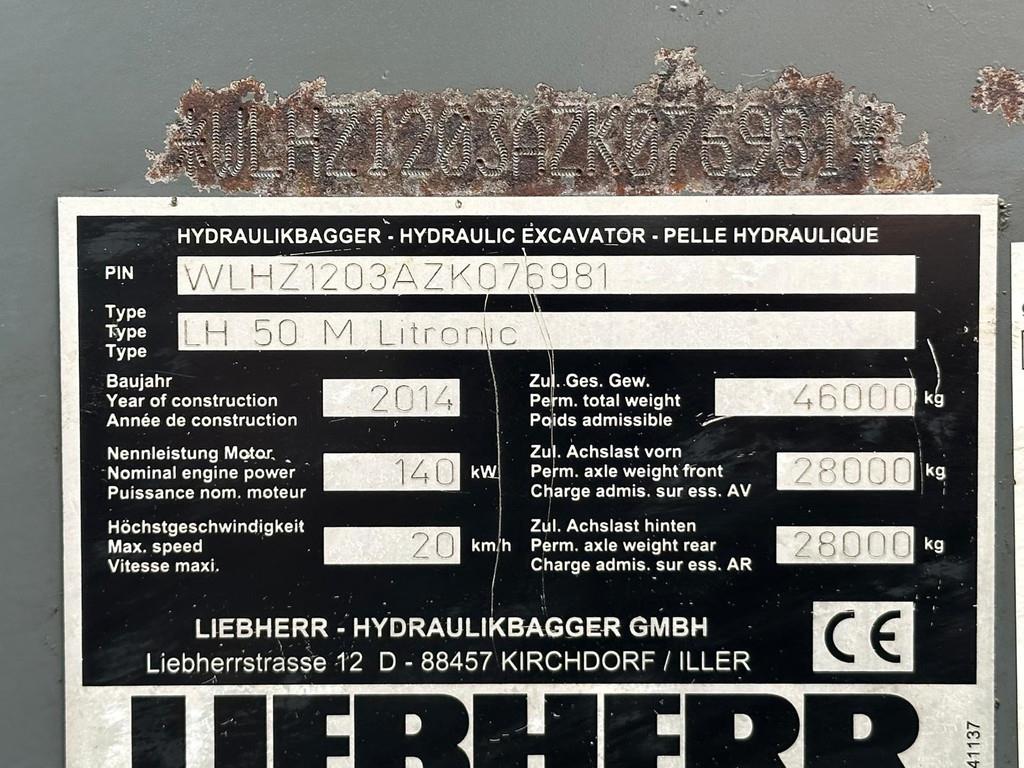 *WLHZ1203AZK076981*
HYDRAULIKBAGGER - HYDRAULIC EXCAVATOR - PELLE HYDRAULIQUE
PIN WLHZ1203AZK076981
Type
Type LH 50 M Litronic
Type
Baujahr
Year of construction 2014
Année de construction
Zul. Ges. Gew.
Perm. total weight 46000 kg
Poids admissible
Nennleistung Motor
Nominal engine power 140 kW
Puissance nom. moteur
Zul. Achslast vorn
Perm. axle weight front 28000 kg
Charge admis. sur ess. AV
Höchstgeschwindigkeit
Max. speed 20 km/h
Vitesse maxi.
Zul. Achslast hinten
Perm. axle weight rear 28000 kg
Charge admis. sur ess. AR
LIEBHERR - HYDRAULIKBAGGER GMBH
Liebherrstrasse 12 D - 88457 KIRCHDORF / ILLER
CE
LIEBHERR
41137